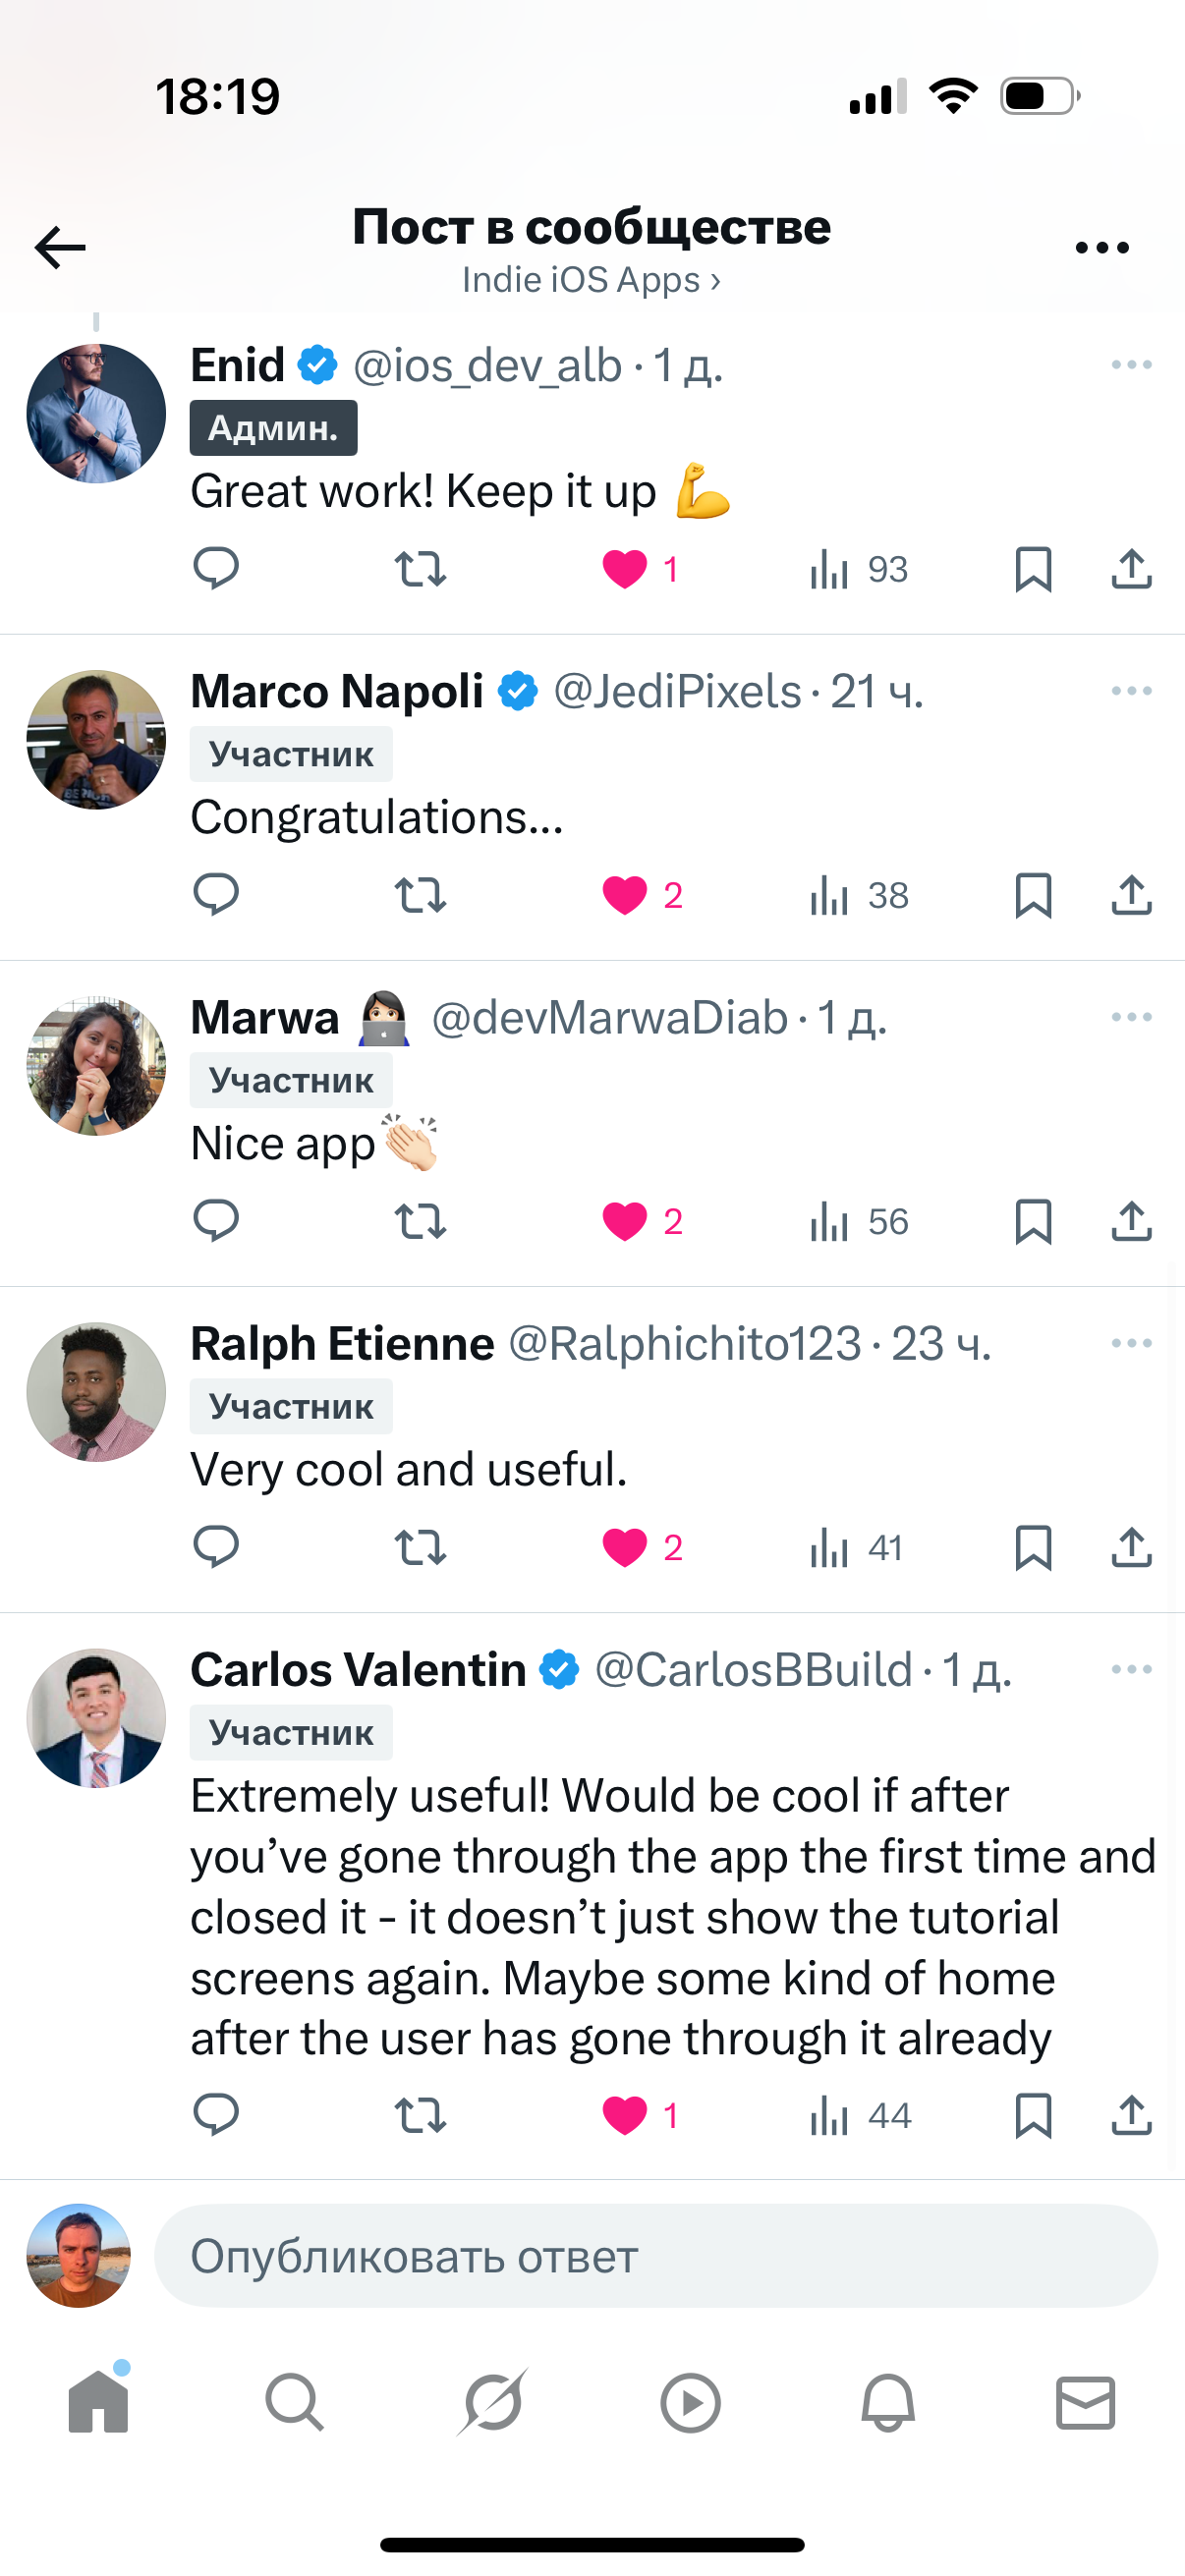 18:19
Пост в сообществе
Indie iOS Apps ›
Enid @ios_dev_alb · 1 д.
Админ.
Great work! Keep it up 💪
1 93
Marco Napoli @JediPixels · 21 ч.
Участник
Congratulations...
2 38
Marwa 👩🏻‍💻 @devMarwaDiab · 1 д.
Участник
Nice app👏🏻
2 56
Ralph Etienne @Ralphichito123 · 23 ч.
Участник
Very cool and useful.
2 41
Carlos Valentin @CarlosBBuild · 1 д.
Участник
Extremely useful! Would be cool if after
you’ve gone through the app the first time and
closed it - it doesn’t just show the tutorial
screens again. Maybe some kind of home
after the user has gone through it already
1 44
Опубликовать ответ